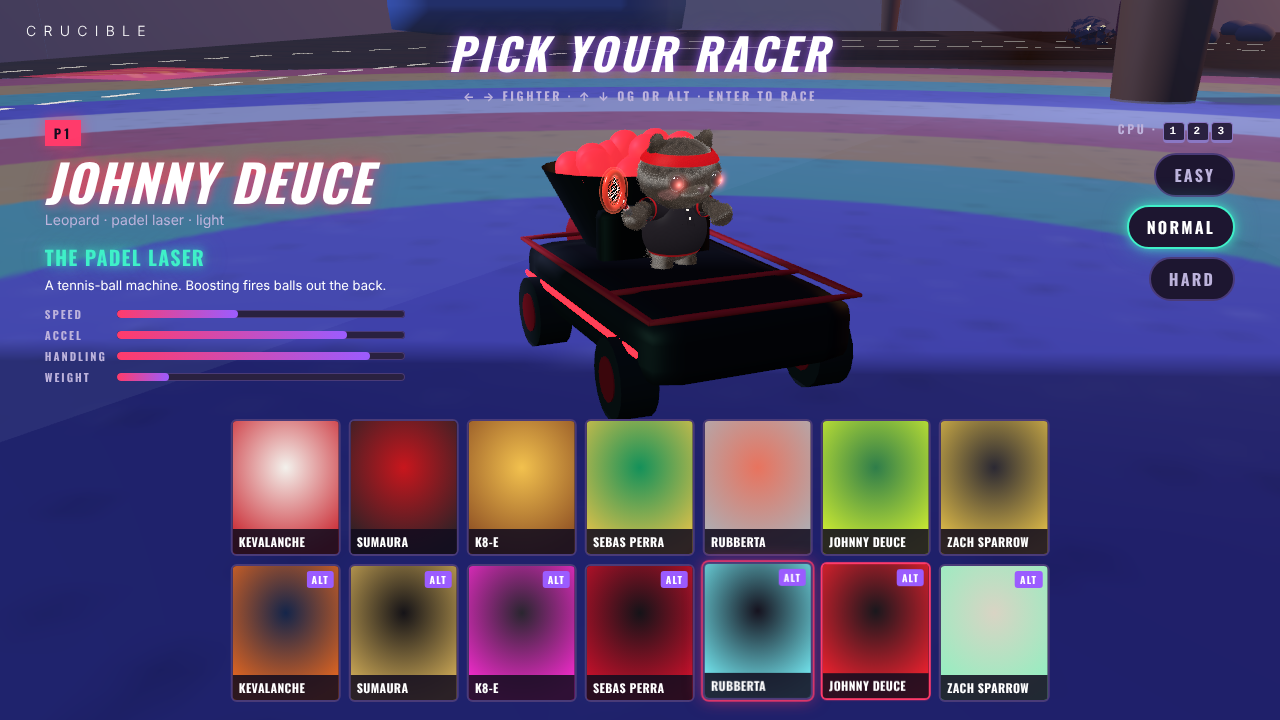 CRUCIBLE
PICK YOUR RACER
← → FIGHTER · ↑ ↓ OG OR ALT · ENTER TO RACE
P1
JOHNNY DEUCE
Leopard · padel laser · light
THE PADEL LASER
A tennis-ball machine. Boosting fires balls out the back.
SPEED
ACCEL
HANDLING
WEIGHT
CPU · 1 2 3
EASY
NORMAL
HARD
KEVALANCHE
SUMAURA
K8-E
SEBAS PERRA
RUBBERTA
JOHNNY DEUCE
ZACH SPARROW
ALT
KEVALANCHE
ALT
SUMAURA
ALT
K8-E
ALT
SEBAS PERRA
ALT
RUBBERTA
ALT
JOHNNY DEUCE
ALT
ZACH SPARROW